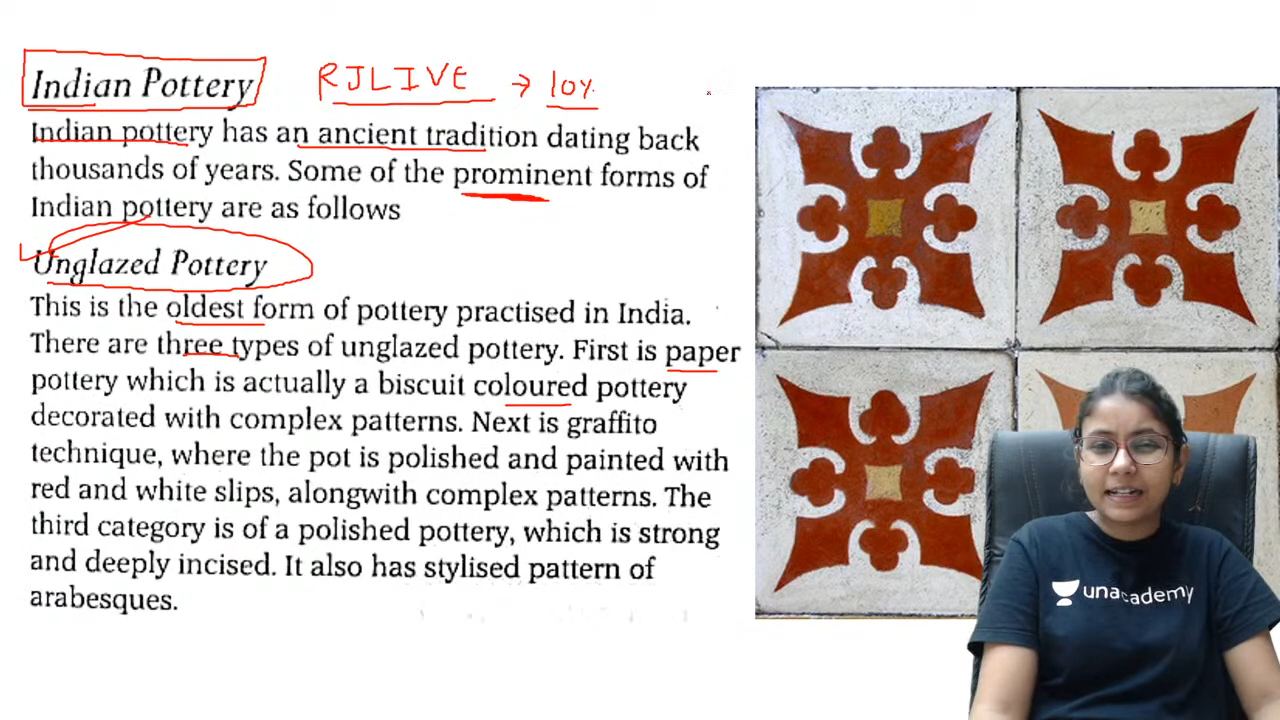 Indian Pottery
RJLIVE → 10%
Indian pottery has an ancient tradition dating back
thousands of years. Some of the prominent forms of
Indian pottery are as follows
Unglazed Pottery
This is the oldest form of pottery practised in India.
There are three types of unglazed pottery. First is paper
pottery which is actually a biscuit coloured pottery
decorated with complex patterns. Next is graffito
technique, where the pot is polished and painted with
red and white slips, alongwith complex patterns. The
third category is of a polished pottery, which is strong
and deeply incised. It also has stylised pattern of
arabesques.
unacademy